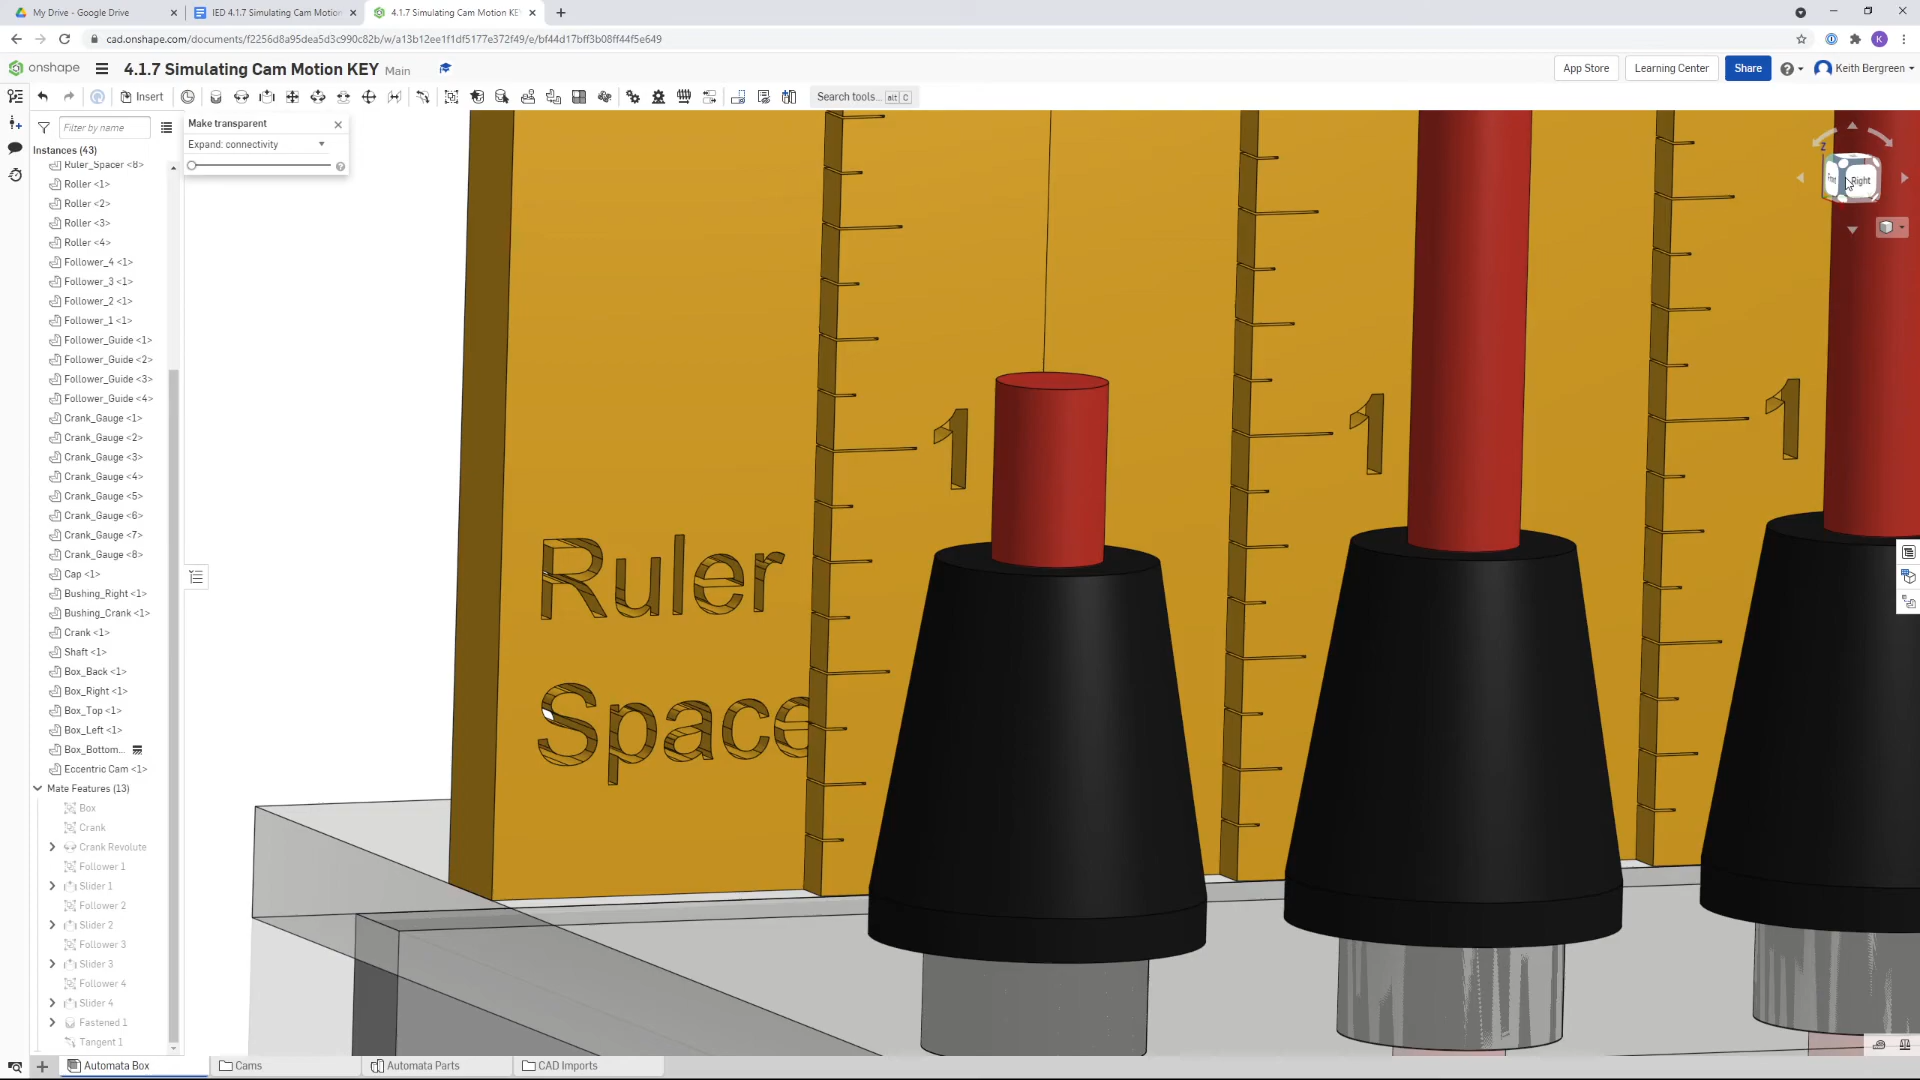 My Drive - Google Drive
IED 4.1.7 Simulating Cam Motion
4.1.7 Simulating Cam Motion KEY
cad.onshape.com/documents/f2256d8a95dea5d3c990c82b/w/a13b12ee1f1df5177e372f49/e/bf44d17bff3b08ff44f5e649
K
onshape
4.1.7 Simulating Cam Motion KEY
Main
App Store
Learning Center
Share
Keith Bergreen
Insert
Search tools...
alt C
Filter by name
Make transparent
Expand: connectivity
Instances (43)
Ruler_Spacer <8>
Roller <1>
Roller <2>
Roller <3>
Roller <4>
Follower_4 <1>
Follower_3 <1>
Follower_2 <1>
Follower_1 <1>
Follower_Guide <1>
Follower_Guide <2>
Follower_Guide <3>
Follower_Guide <4>
Crank_Gauge <1>
Crank_Gauge <2>
Crank_Gauge <3>
Crank_Gauge <4>
Crank_Gauge <5>
Crank_Gauge <6>
Crank_Gauge <7>
Crank_Gauge <8>
Cap <1>
Bushing_Right <1>
Bushing_Crank <1>
Crank <1>
Shaft <1>
Box_Back <1>
Box_Right <1>
Box_Top <1>
Box_Left <1>
Box_Bottom...
Eccentric Cam <1>
Mate Features (13)
Box
Crank
Crank Revolute
Follower 1
Slider 1
Follower 2
Slider 2
Follower 3
Slider 3
Follower 4
Slider 4
Fastened 1
Tangent 1
1
1
1
Ruler
Space
Z
Front
Right
Automata Box
Cams
Automata Parts
CAD Imports